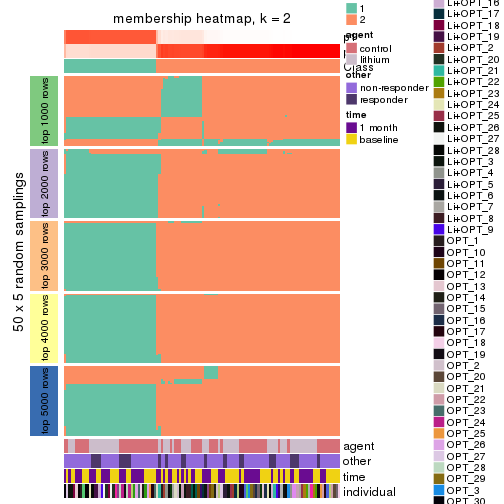 membership heatmap, k = 2
Class
50 x 5 random samplings
top 1000 rows
top 2000 rows
top 3000 rows
top 4000 rows
top 5000 rows
agent
other
time
individual
1
2
agent
control
lithium
other
non-responder
responder
time
1 month
baseline
Li+OPT_16
Li+OPT_17
Li+OPT_18
Li+OPT_19
Li+OPT_2
Li+OPT_20
Li+OPT_21
Li+OPT_22
Li+OPT_23
Li+OPT_24
Li+OPT_25
Li+OPT_26
Li+OPT_27
Li+OPT_28
Li+OPT_3
Li+OPT_4
Li+OPT_5
Li+OPT_6
Li+OPT_7
Li+OPT_8
Li+OPT_9
OPT_1
OPT_10
OPT_11
OPT_12
OPT_13
OPT_14
OPT_15
OPT_16
OPT_17
OPT_18
OPT_19
OPT_2
OPT_20
OPT_21
OPT_22
OPT_23
OPT_24
OPT_25
OPT_26
OPT_27
OPT_28
OPT_29
OPT_3
OPT_30